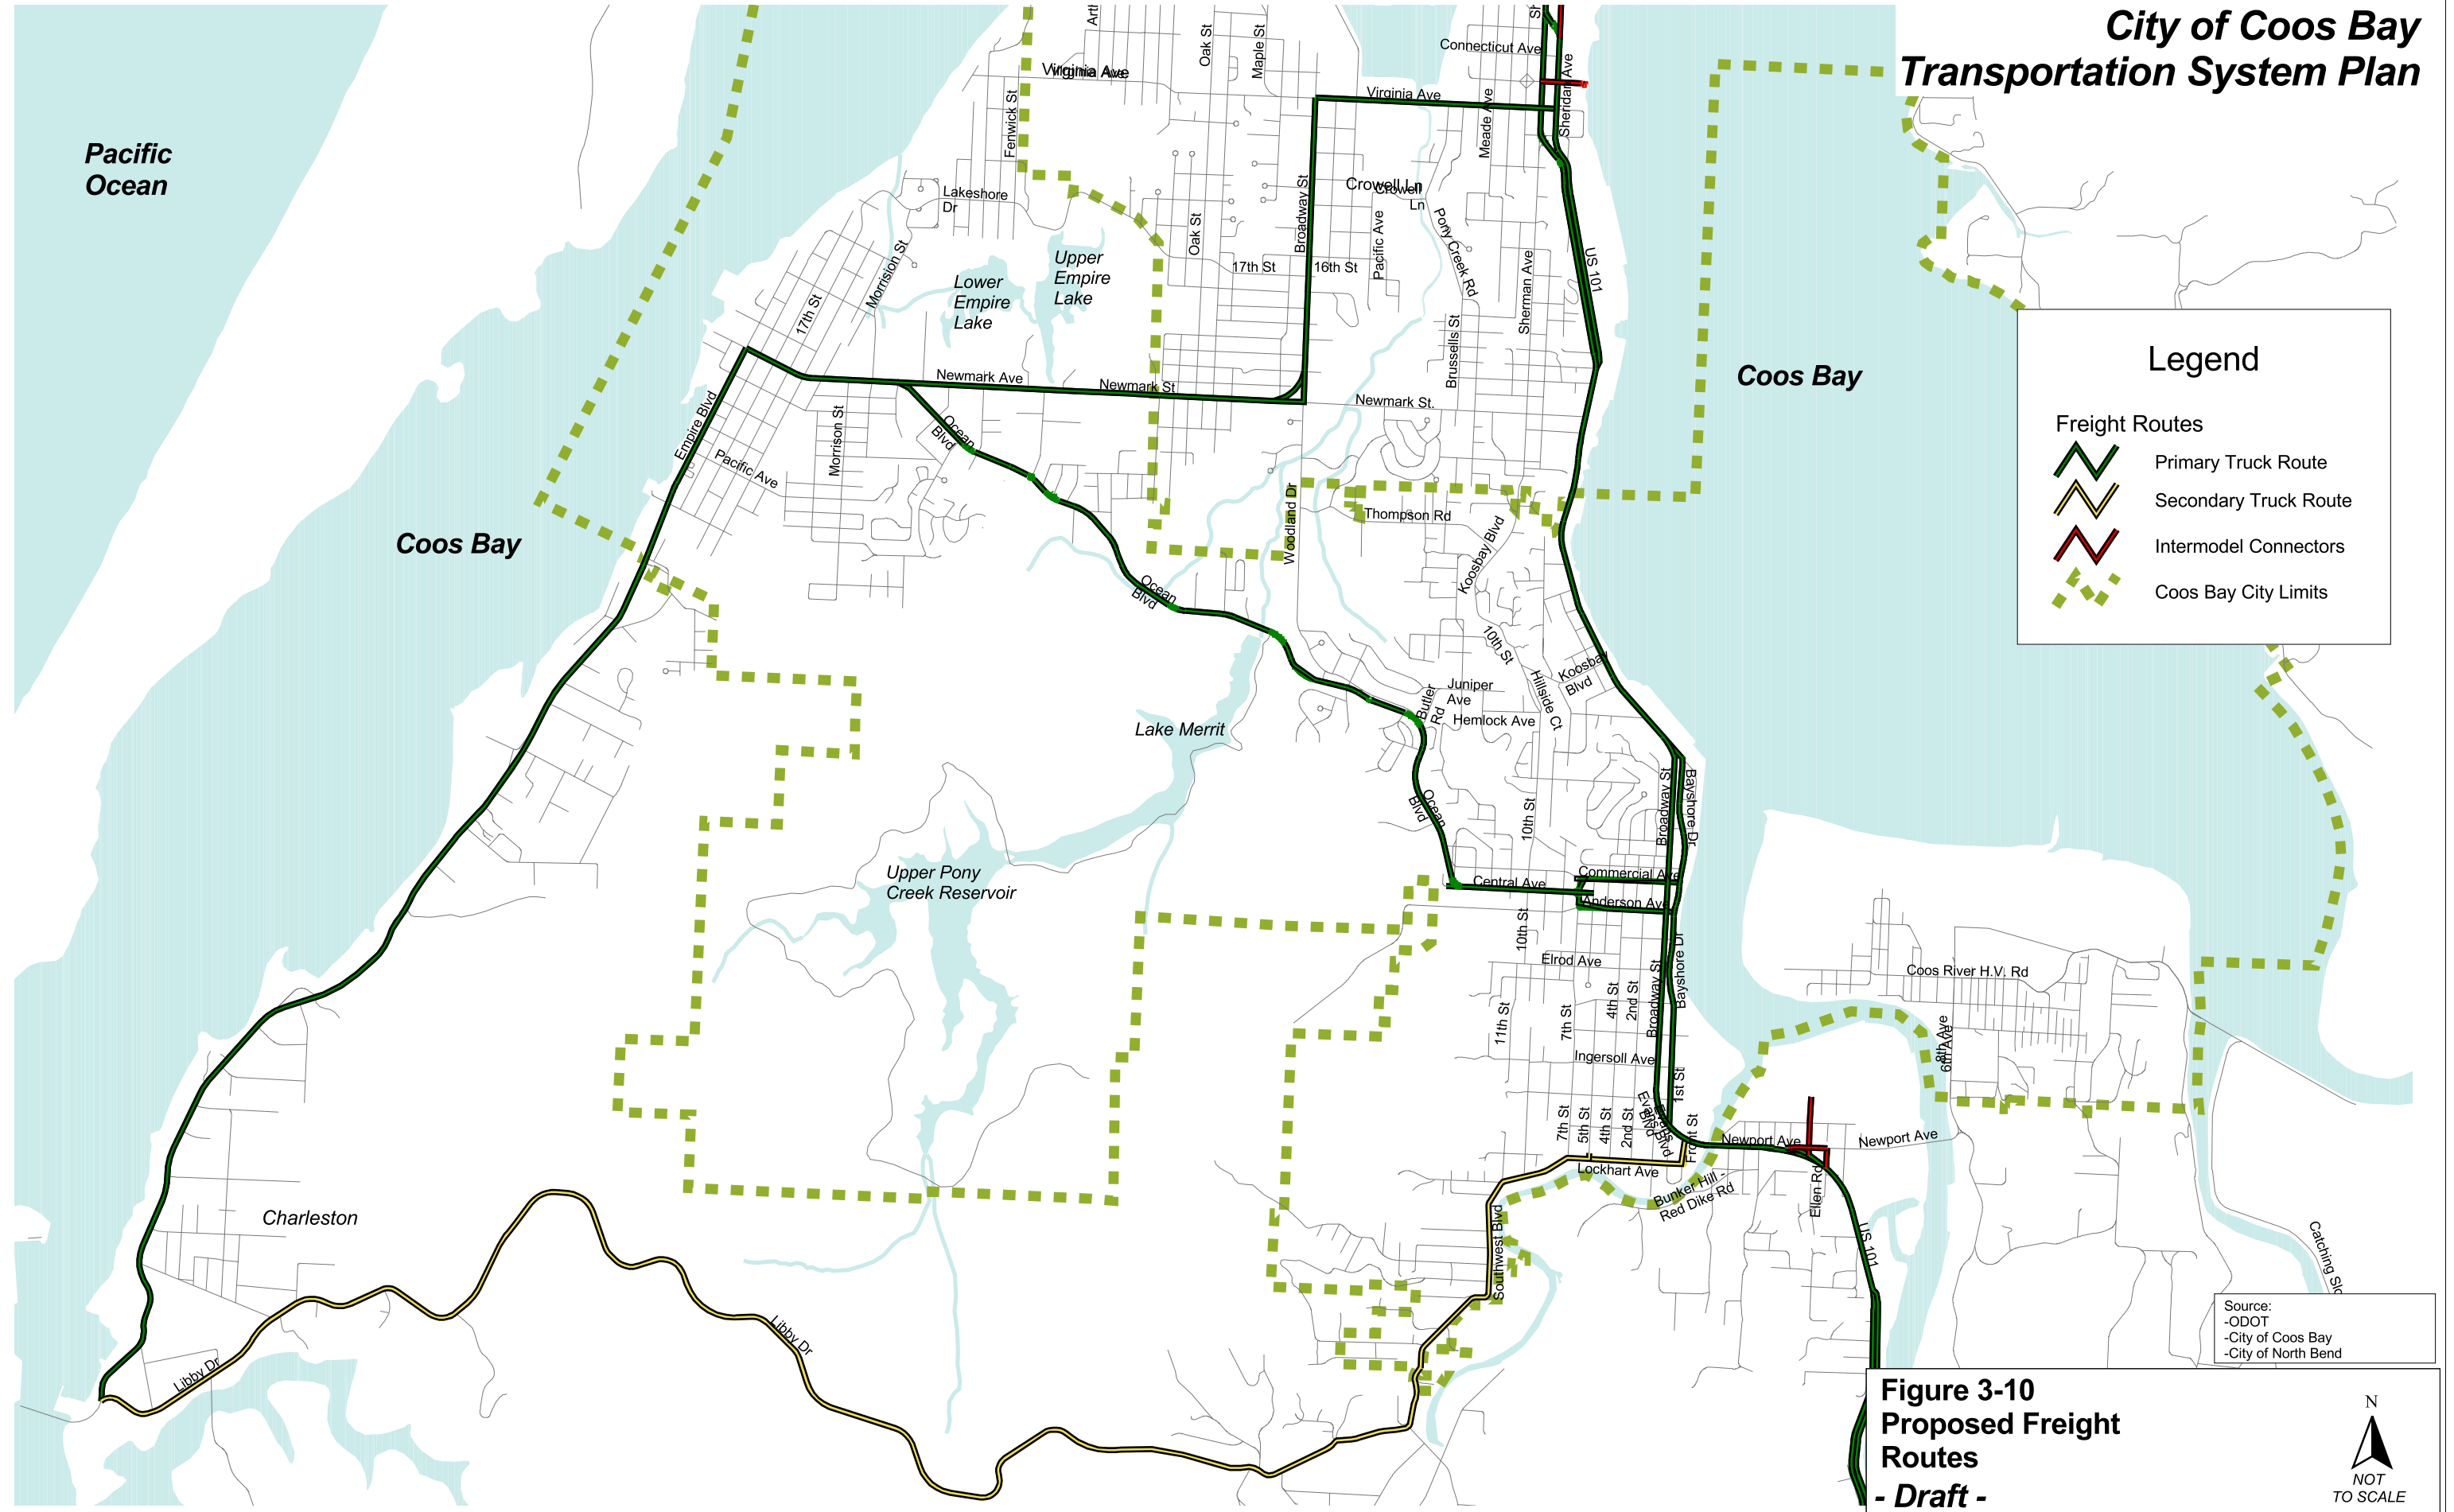 City of Coos Bay
Transportation System Plan
Pacific
Ocean
Coos Bay
Coos Bay
Legend
Freight Routes
Primary Truck Route
Secondary Truck Route
Intermodel Connectors
Coos Bay City Limits
Oak St
Maple St
Connecticut Ave
Sheridan Ave
Virginia Ave
Virginia Ave
Meade Ave
Fenwick St
Lakeshore
Dr
Crowell Ln
Crowell
Ln
Broadway St
Oak St
Pacific Ave
Pony Creek Rd
17th St
16th St
Sherman Ave
US 101
Morrision St
17th St
Lower
Empire
Lake
Upper
Empire
Lake
Brussells St
Newmark Ave
Newmark St
Newmark St.
Empire Blvd
Morrison St
Pacific Ave
Ocean
Blvd
Thompson Rd
Woodland Dr
Koosbay Blvd
Ocean
Blvd
10th St
Koosbay
Blvd
Hillside Ct
Juniper
Ave
Butler
Rd
Hemlock Ave
Lake Merrit
Broadway St
Bayshore Dr
Ocean
Blvd
10th St
Upper Pony
Creek Reservoir
Central Ave
Commercial Ave
Anderson Ave
10th St
Elrod Ave
Broadway St
Bayshore Dr
4th St
2nd St
11th St
7th St
Ingersoll Ave
1st St
Coos River H.V. Rd
8th Ave
6th Ave
7th St
5th St
4th St
2nd St
Evans
Blvd
Front St
Newport Ave
Newport Ave
Lockhart Ave
Bunker Hill -
Red Dike Rd
Ellen Rd
Southwest Blvd
US 101
Catching Slo
Charleston
Libby Dr
Libby Dr
Source:
-ODOT
-City of Coos Bay
-City of North Bend
Figure 3-10
Proposed Freight
Routes
- Draft -
N
NOT
TO SCALE